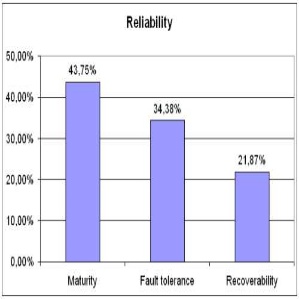 Reliability
50,00%
40,00%
30,00%
20,00%
10,00%
0,00%
43,75%
34,38%
21,87%
Maturity
Fault tolerance
Recoverability